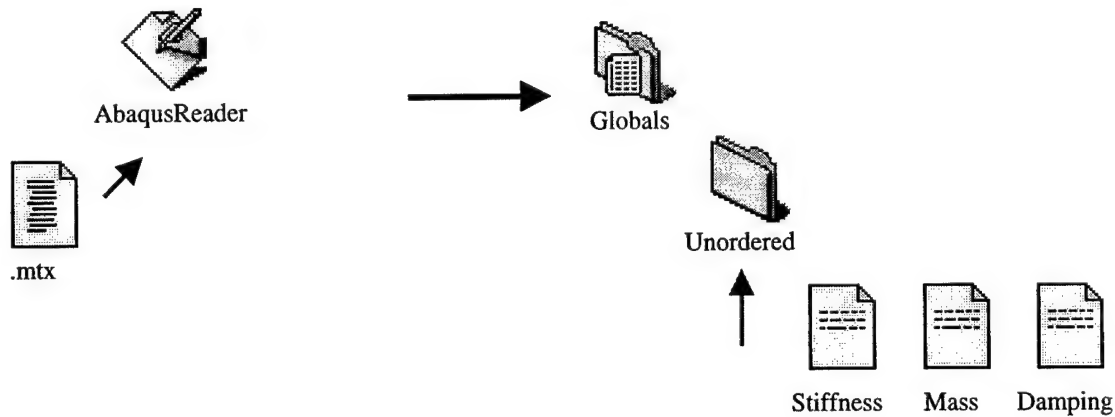 AbaqusReader
Globals
.mtx
Unordered
Stiffness
Mass
Damping